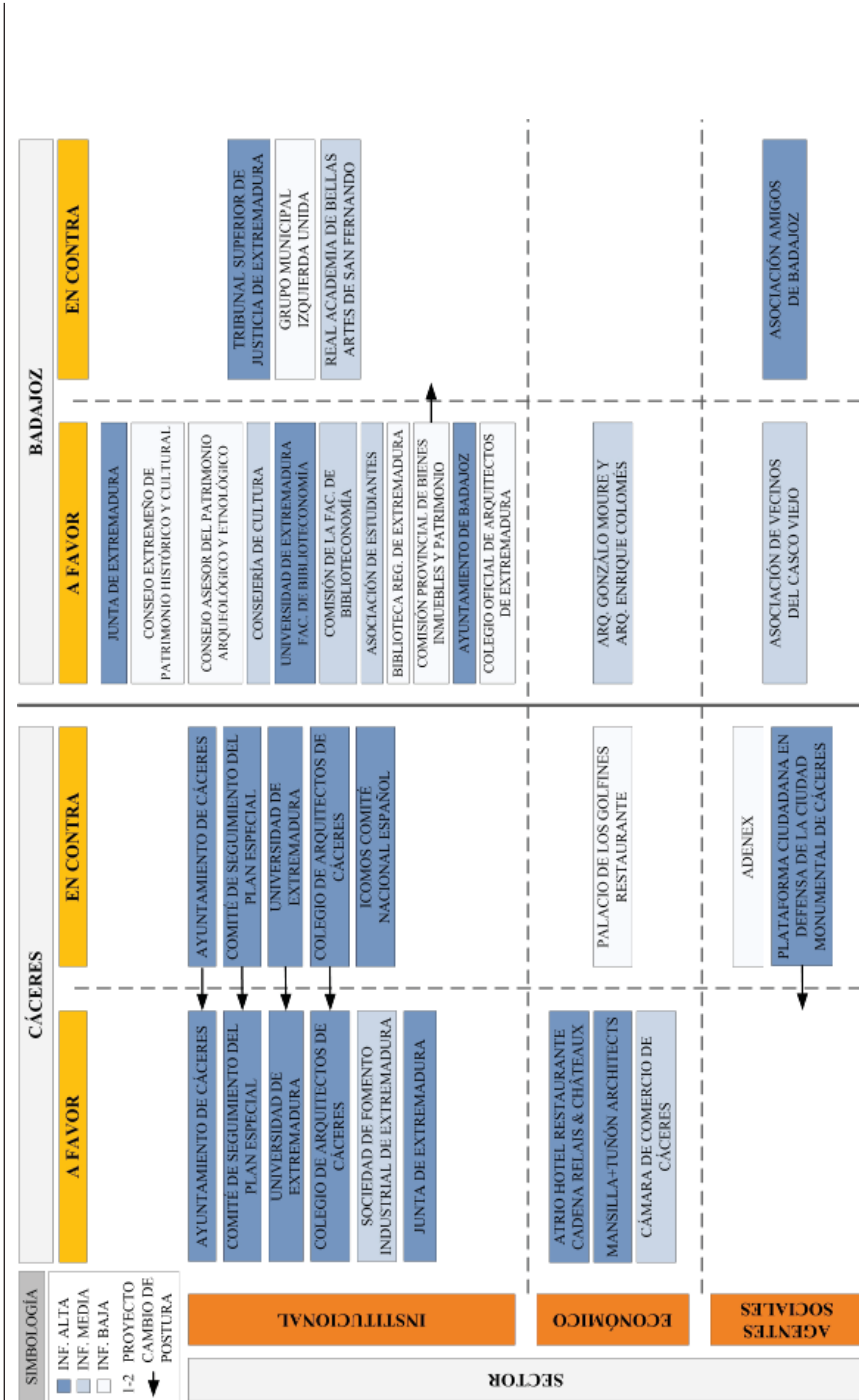 SIMBOLOGÍA
INF. ALTA
INF. MEDIA
INF. BAJA
1-2 PROYECTO
CAMBIO DE
POSTURA
SECTOR
INSTITUCIONAL
ECONÓMICO
AGENTES
SOCIALES
CÁCERES
A FAVOR
AYUNTAMIENTO DE CÁCERES
COMITÉ DE SEGUIMIENTO DEL
PLAN ESPECIAL
UNIVERSIDAD DE
EXTREMADURA
COLEGIO DE ARQUITECTOS DE
CÁCERES
SOCIEDAD DE FOMENTO
INDUSTRIAL DE EXTREMADURA
JUNTA DE EXTREMADURA
ATRIO HOTEL RESTAURANTE
CADENA RELAIS & CHÂTEAUX
MANSILLA+TUÑÓN ARCHITECTS
CÁMARA DE COMERCIO DE
CÁCERES
EN CONTRA
AYUNTAMIENTO DE CÁCERES
COMITÉ DE SEGUIMIENTO DEL
PLAN ESPECIAL
UNIVERSIDAD DE
EXTREMADURA
COLEGIO DE ARQUITECTOS DE
CÁCERES
ICOMOS COMITÉ
NACIONAL ESPAÑOL
PALACIO DE LOS GOLFINES
RESTAURANTE
ADENEX
PLATAFORMA CIUDADANA EN
DEFENSA DE LA CIUDAD
MONUMENTAL DE CÁCERES
BADAJOZ
A FAVOR
JUNTA DE EXTREMADURA
CONSEJO EXTREMEÑO DE
PATRIMONIO HISTÓRICO Y CULTURAL
CONSEJO ASESOR DEL PATRIMONIO
ARQUEOLÓGICO Y ETNOLÓGICO
CONSEJERÍA DE CULTURA
UNIVERSIDAD DE EXTREMADURA
FAC. DE BIBLIOTECONOMÍA
COMISIÓN DE LA FAC. DE
BIBLIOTECONOMÍA
ASOCIACIÓN DE ESTUDIANTES
BIBLIOTECA REG. DE EXTREMADURA
COMISIÓN PROVINCIAL DE BIENES
INMUEBLES Y PATRIMONIO
AYUNTAMIENTO DE BADAJOZ
COLEGIO OFICIAL DE ARQUITECTOS
DE EXTREMADURA
ARQ. GONZÁLO MOURE Y
ARQ. ENRIQUE COLOMÉS
ASOCIACIÓN DE VECINOS
DEL CASCO VIEJO
EN CONTRA
TRIBUNAL SUPERIOR DE
JUSTICIA DE EXTREMADURA
GRUPO MUNICIPAL
IZQUIERDA UNIDA
REAL ACADEMIA DE BELLAS
ARTES DE SAN FERNANDO
ASOCIACIÓN AMIGOS
DE BADAJOZ